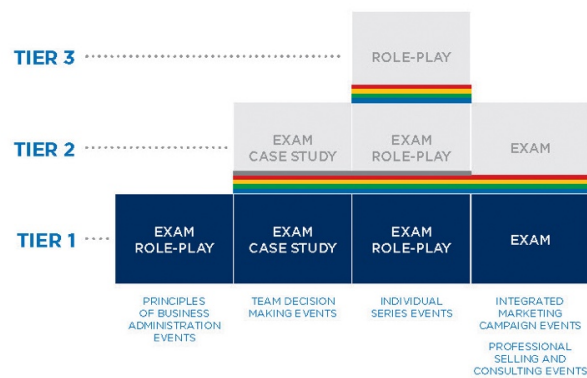 TIER 3
ROLE-PLAY
TIER 2
EXAM
CASE STUDY
EXAM
ROLE-PLAY
EXAM
TIER 1
EXAM
ROLE-PLAY
EXAM
CASE STUDY
EXAM
ROLE-PLAY
EXAM
PRINCIPLES
OF BUSINESS
ADMINISTRATION
EVENTS
TEAM DECISION
MAKING EVENTS
INDIVIDUAL
SERIES EVENTS
INTEGRATED
MARKETING
CAMPAIGN EVENTS
PROFESSIONAL
SELLING AND
CONSULTING EVENTS